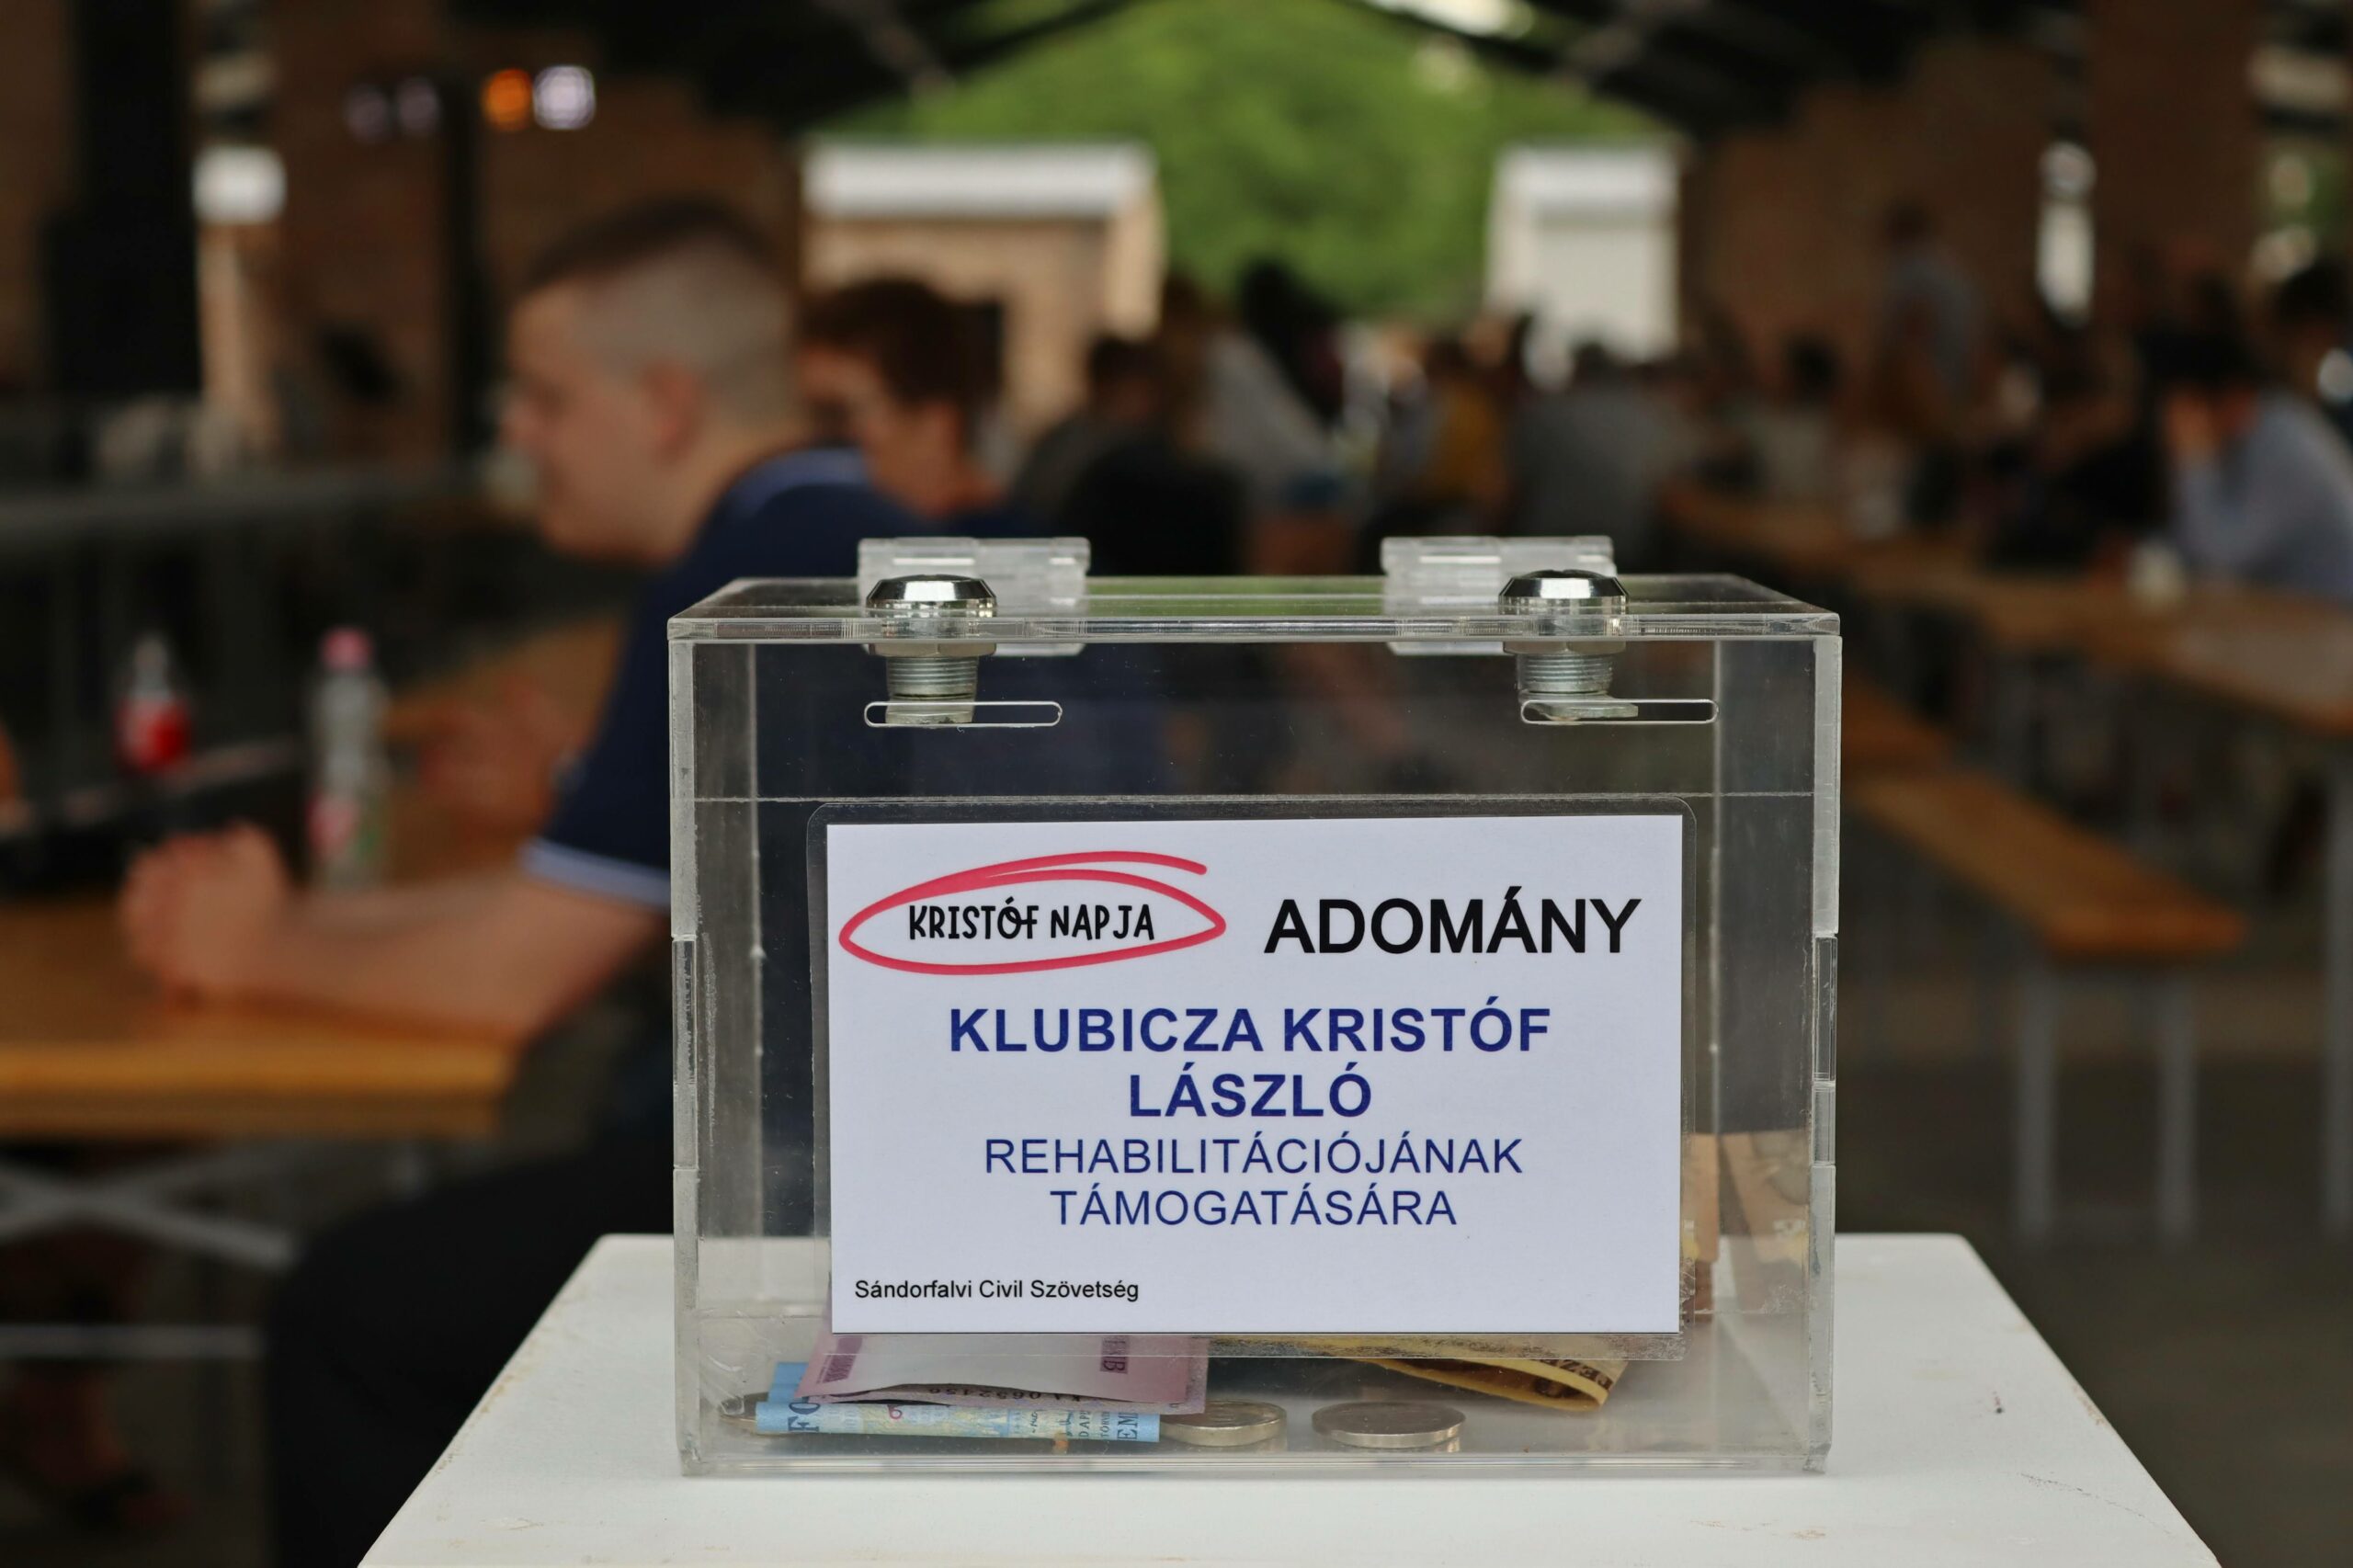 KRISTÓF NAPJA ADOMÁNY
KLUBICZA KRISTÓF
LÁSZLÓ
REHABILITÁCIÓJÁNAK
TÁMOGATÁSÁRA
Sándorfalvi Civil Szövetség